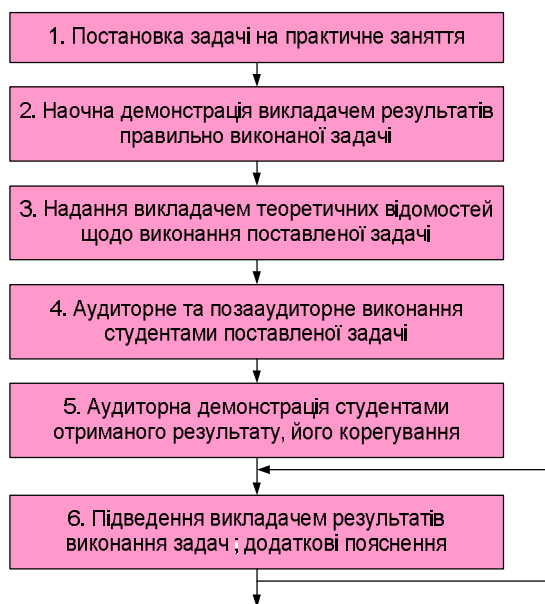 1. Постановка задачі на практичне заняття
2. Наочна демонстрація викладачем результатів
правильно виконаної задачі
3. Надання викладачем теоретичних відомостей
щодо виконання поставленої задачі
4. Аудиторне та позааудиторне виконання
студентами поставленої задачі
5. Аудиторна демонстрація студентами
отриманого результату, його корегування
6. Підведення викладачем результатів
виконання задач ; додаткові пояснення